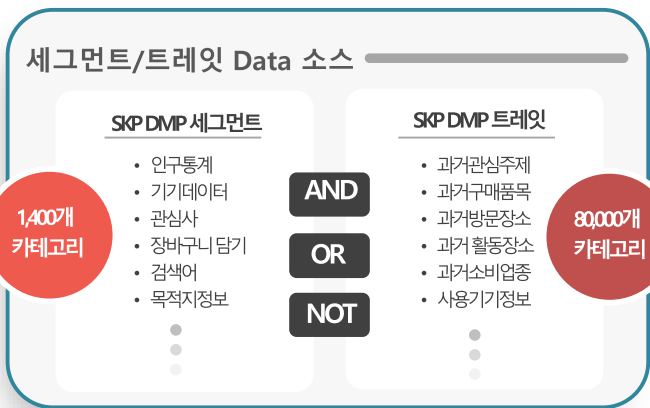 세그먼트/트레잇 Data 소스
SKP DMP 세그먼트
• 인구통계
• 기기데이터
• 관심사
• 장바구니 담기
• 검색어
• 목적지정보
1,400개
카테고리
AND
OR
NOT
SKP DMP 트레잇
• 과거관심주제
• 과거구매품목
• 과거방문장소
• 과거 활동장소
• 과거소비업종
• 사용기기정보
80,000개
카테고리